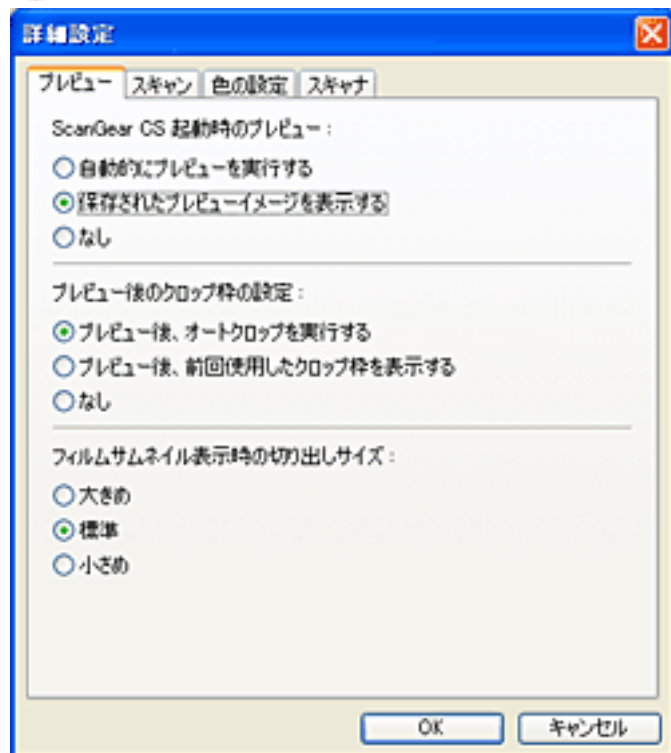 詳細設定
プレビュー スキャン 色の設定 スキャナ
ScanGear CS 起動時のプレビュー：
自動的にプレビューを実行する
保存されたプレビューイメージを表示する
なし
プレビュー後のクロップ枠の設定：
プレビュー後、オートクロップを実行する
プレビュー後、前回使用したクロップ枠を表示する
なし
フィルムサムネイル表示時の切り出しサイズ：
大きめ
標準
小さめ
OK キャンセル